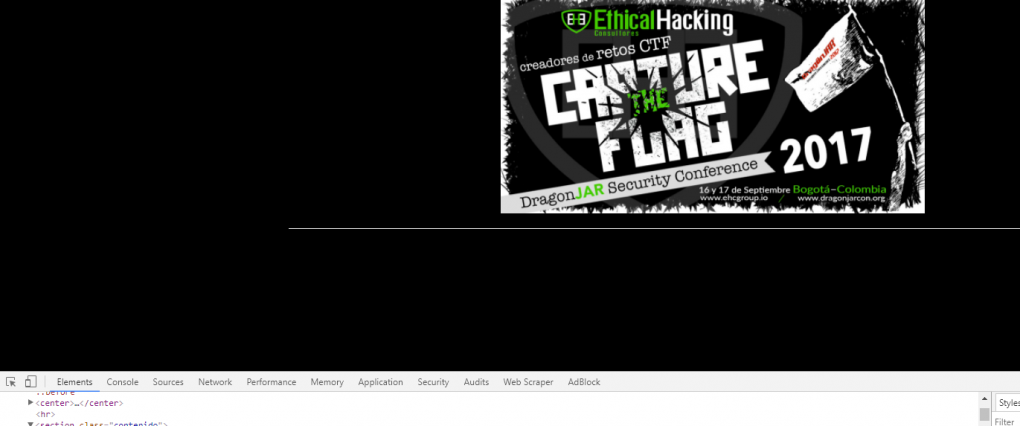 EthicalHacking
Consultores
creadores de retos CTF
CAPTURE
THE
FLAG
2017
DragonJAR Security Conference
16 y 17 de Septiembre Bogotá-Colombia
www.ehcgroup.io / www.dragonjarcon.org
Elements Console Sources Network Performance Memory Application Security Audits Web Scraper AdBlock
::before
<center>…</center>
<hr>
<section class="contenido">
Styles
Filter